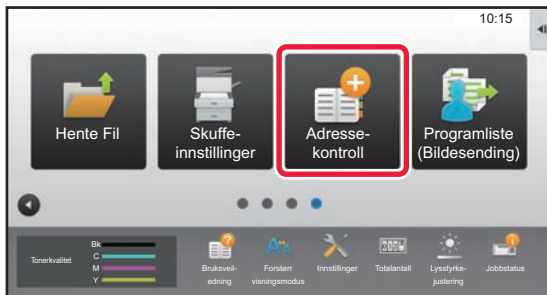 10:15
Hente Fil
Skuffe-
innstillinger
Adresse-
kontroll
Programliste
(Bildesending)
Tonerkvalitet
Bk
C
M
Y
Bruksveil-
edning
Forstørr
visningsmodus
Innstillinger
Totalantall
Lysstyrke-
justering
Jobbstatus